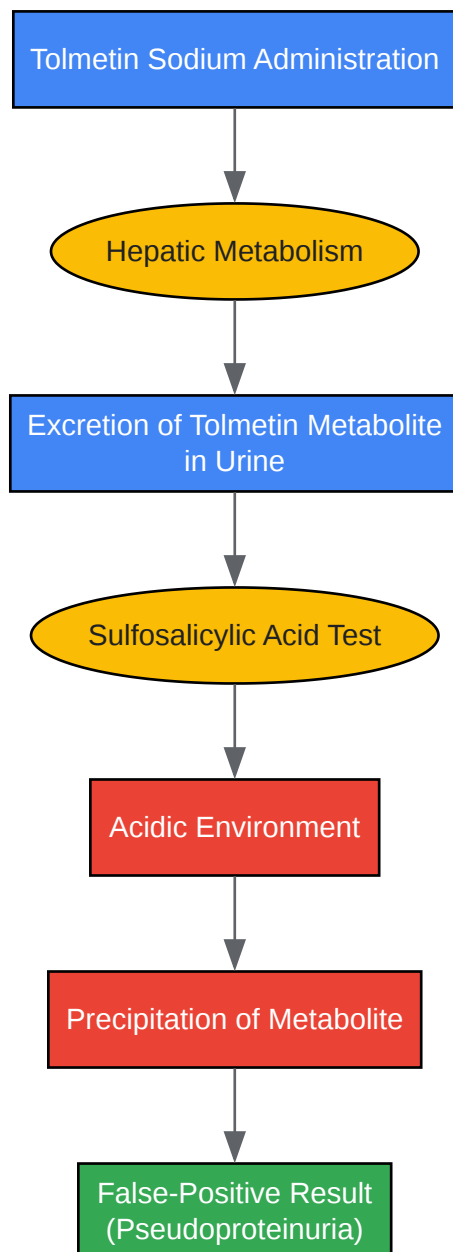 Tolmetin Sodium Administration
Hepatic Metabolism
Excretion of Tolmetin Metabolite
in Urine
Sulfosalicylic Acid Test
Acidic Environment
Precipitation of Metabolite
False-Positive Result
(Pseudoproteinuria)